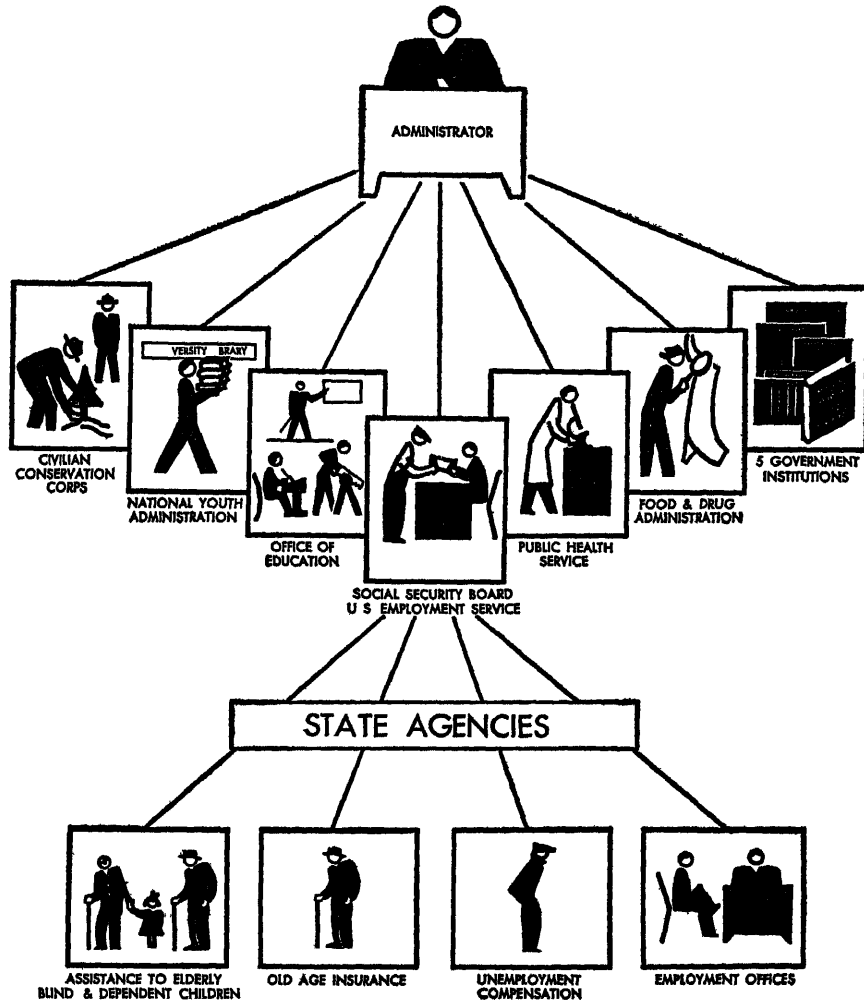 ADMINISTRATOR
VERSITY BRARY
CIVILIAN
CONSERVATION
CORPS
NATIONAL YOUTH
ADMINISTRATION
OFFICE OF
EDUCATION
SOCIAL SECURITY BOARD
U S EMPLOYMENT SERVICE
PUBLIC HEALTH
SERVICE
FOOD & DRUG
ADMINISTRATION
5 GOVERNMENT
INSTITUTIONS
STATE AGENCIES
ASSISTANCE TO ELDERLY
BLIND & DEPENDENT CHILDREN
OLD AGE INSURANCE
UNEMPLOYMENT
COMPENSATION
EMPLOYMENT OFFICES